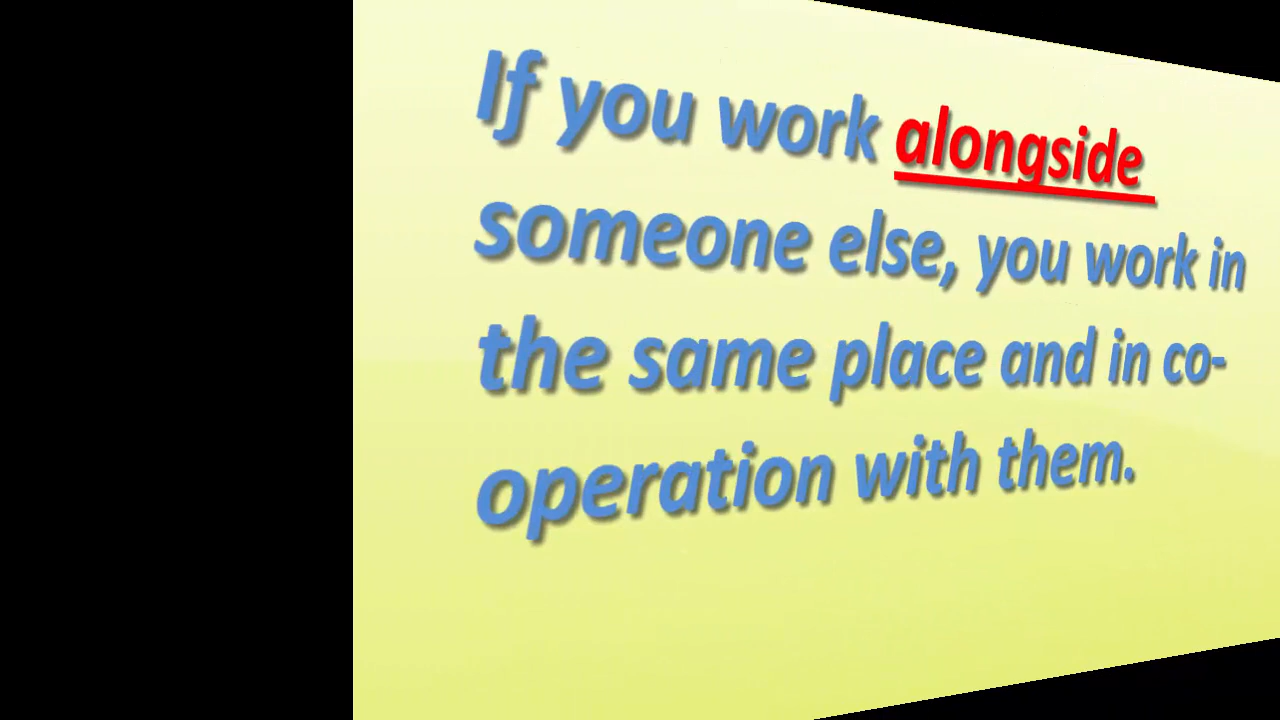 If you work alongside
someone else, you work in
the same place and in co-
operation with them.